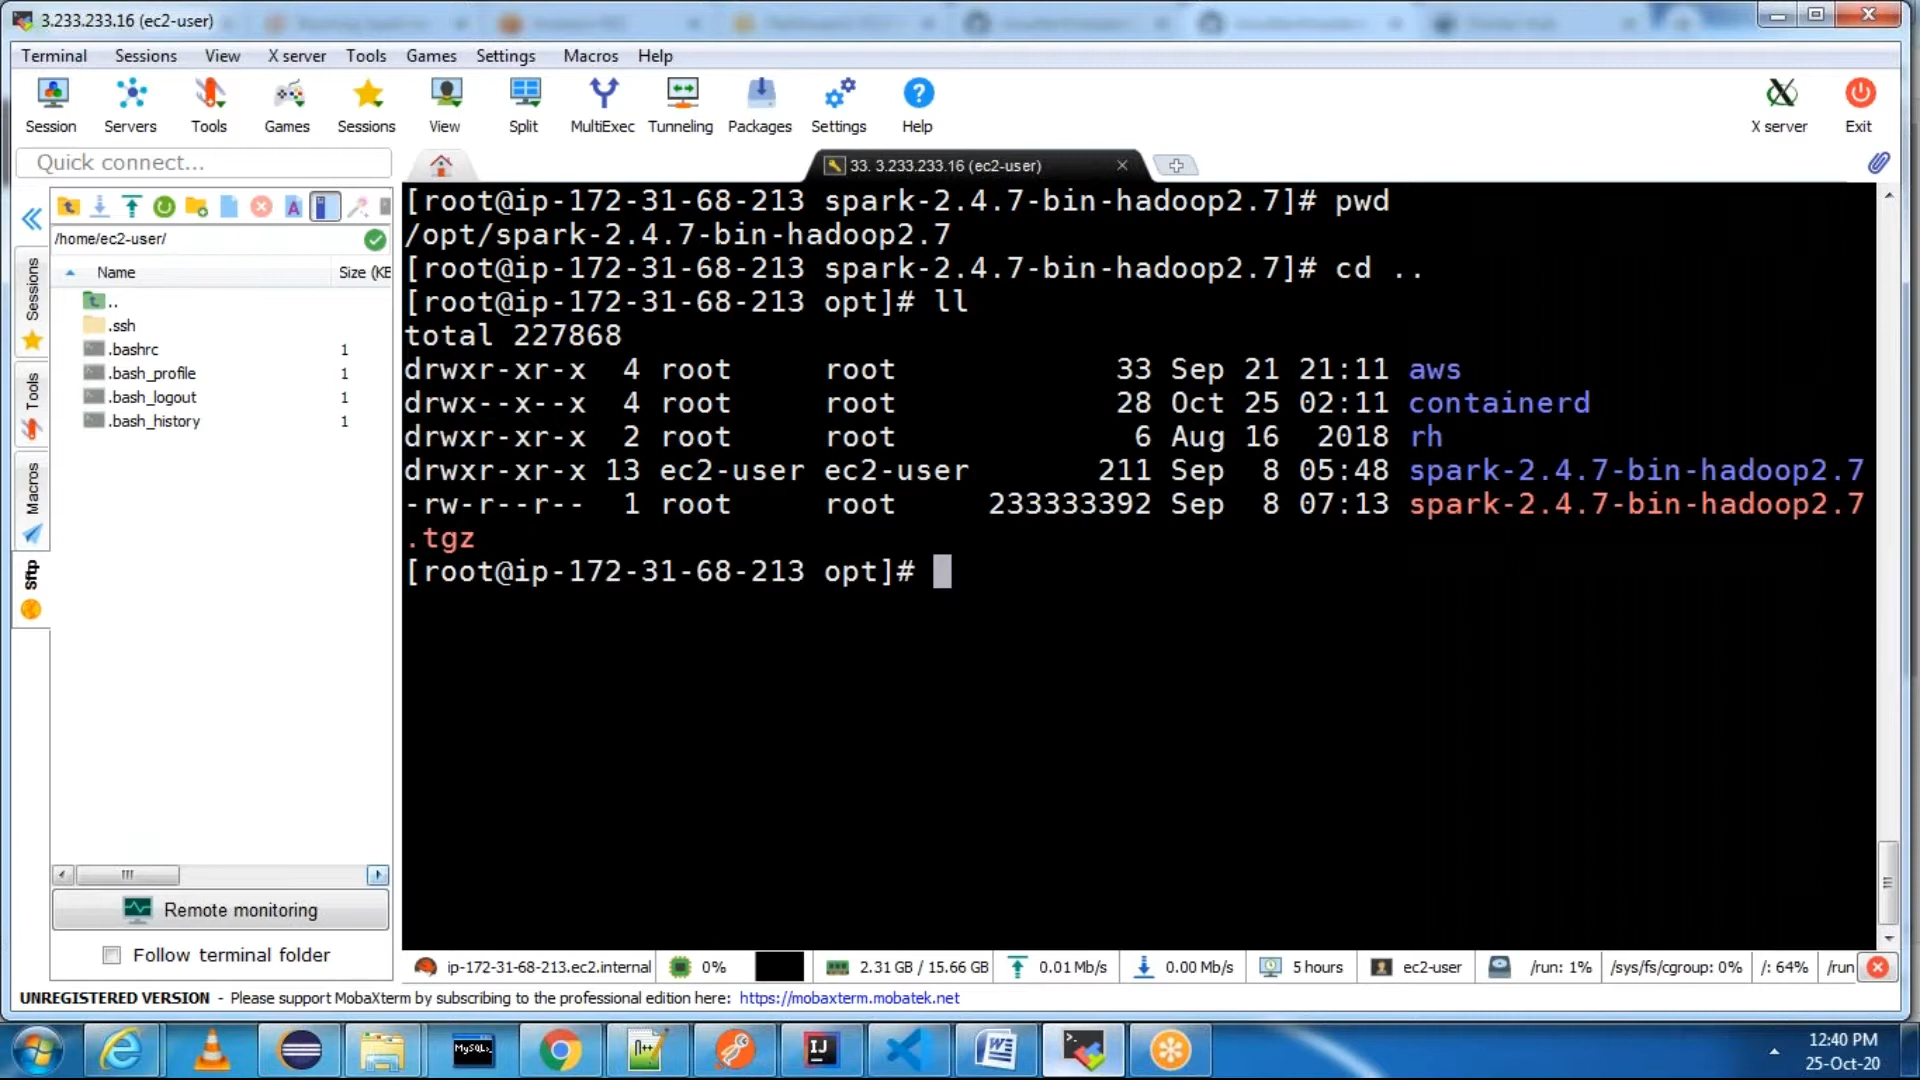 3.233.233.16 (ec2-user)
Terminal Sessions View X server Tools Games Settings Macros Help
Session Servers Tools Games Sessions View Split MultiExec Tunneling Packages Settings Help X server Exit
Quick connect...
33. 3.233.233.16 (ec2-user)
/home/ec2-user/
Name Size (KB
..
.ssh
.bashrc 1
.bash_profile 1
.bash_logout 1
.bash_history 1
Sessions
Tools
Macros
Sftp
[root@ip-172-31-68-213 spark-2.4.7-bin-hadoop2.7]# pwd
/opt/spark-2.4.7-bin-hadoop2.7
[root@ip-172-31-68-213 spark-2.4.7-bin-hadoop2.7]# cd ..
[root@ip-172-31-68-213 opt]# ll
total 227868
drwxr-xr-x 4 root root 33 Sep 21 21:11 aws
drwx--x--x 4 root root 28 Oct 25 02:11 containerd
drwxr-xr-x 2 root root 6 Aug 16 2018 rh
drwxr-xr-x 13 ec2-user ec2-user 211 Sep 8 05:48 spark-2.4.7-bin-hadoop2.7
-rw-r--r-- 1 root root 233333392 Sep 8 07:13 spark-2.4.7-bin-hadoop2.7
.tgz
[root@ip-172-31-68-213 opt]#
Remote monitoring
Follow terminal folder
ip-172-31-68-213.ec2.internal 0% 2.31 GB / 15.66 GB 0.01 Mb/s 0.00 Mb/s 5 hours ec2-user /run: 1% /sys/fs/cgroup: 0% /: 64% /run
UNREGISTERED VERSION - Please support MobaXterm by subscribing to the professional edition here: https://mobaxterm.mobatek.net
MySQL>
N++
IJ
12:40 PM
25-Oct-20